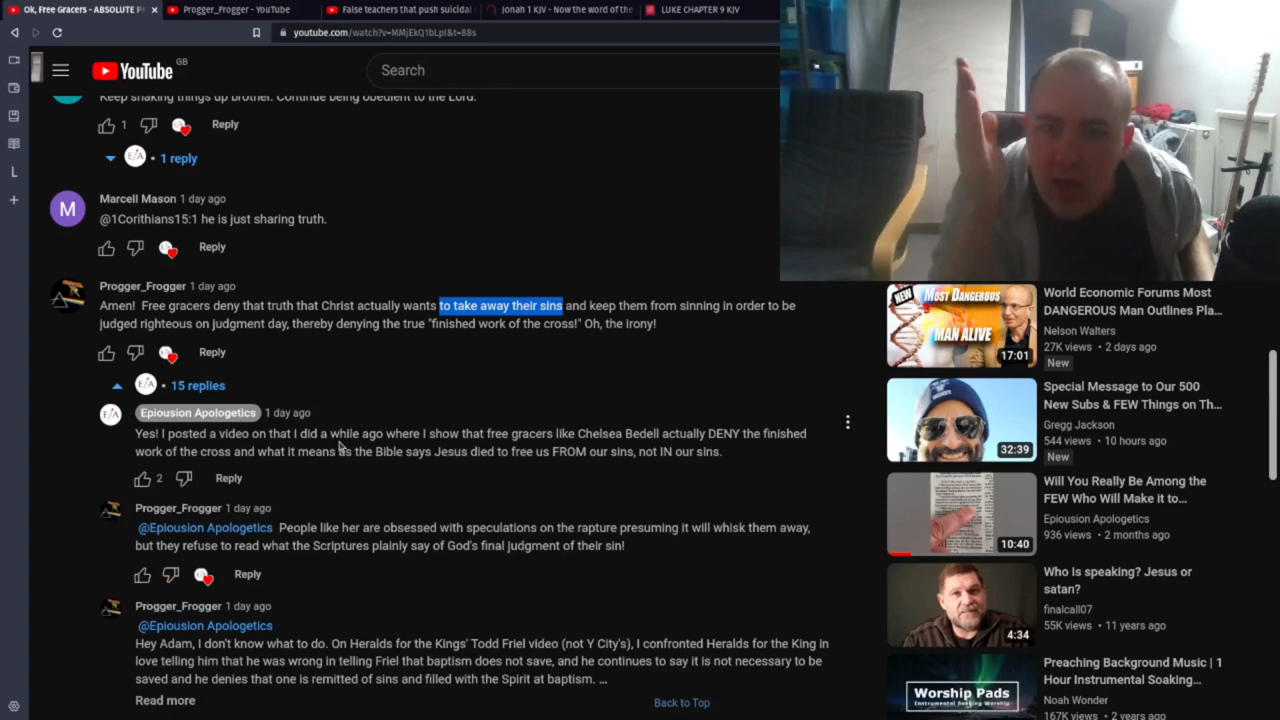 Ok, Free Gracers - ABSOLUTE P
Progger_Frogger - YouTube
False teachers that push suicidal
Jonah 1 KJV - Now the word of the
LUKE CHAPTER 9 KJV
youtube.com/watch?v=MMjEkQ1bLpI&t=88s
YouTube GB
Search
Keep shaking things up brother. Continue being obedient to the Lord.
1 Reply
E/A · 1 reply
M
Marcell Mason 1 day ago
@1Corithians15:1 he is just sharing truth.
Reply
Progger_Frogger 1 day ago
Amen! Free gracers deny that truth that Christ actually wants to take away their sins and keep them from sinning in order to be
judged righteous on judgment day, thereby denying the true "finished work of the cross!" Oh, the irony!
Reply
E/A · 15 replies
E/A Epiousion Apologetics 1 day ago
Yes! I posted a video on that I did a while ago where I show that free gracers like Chelsea Bedell actually DENY the finished
work of the cross and what it means as the Bible says Jesus died to free us FROM our sins, not IN our sins.
2 Reply
Progger_Frogger 1 day ago
@Epiousion Apologetics People like her are obsessed with speculations on the rapture presuming it will whisk them away,
but they refuse to read what the Scriptures plainly say of God's final judgment of their sin!
Reply
Progger_Frogger 1 day ago
@Epiousion Apologetics
Hey Adam, I don't know what to do. On Heralds for the Kings' Todd Friel video (not Y City's), I confronted Heralds for the King in
love telling him that he was wrong in telling Friel that baptism does not save, and he continues to say it is not necessary to be
saved and he denies that one is remitted of sins and filled with the Spirit at baptism. ...
Read more
Back to Top
NEW
MOST DANGEROUS
MAN ALIVE
17:01
World Economic Forums Most
DANGEROUS Man Outlines Pla...
Nelson Walters
27K views • 2 days ago
New
32:39
Special Message to Our 500
New Subs & FEW Things on Th...
Gregg Jackson
544 views • 10 hours ago
New
10:40
Will You Really Be Among the
FEW Who Will Make it to...
Epiousion Apologetics
936 views • 2 months ago
4:34
Who is speaking? Jesus or
satan?
finalcall07
55K views • 11 years ago
Worship Pads
Preaching Background Music | 1
Hour Instrumental Soaking...
Noah Wonder
167K views • 2 years ago
L